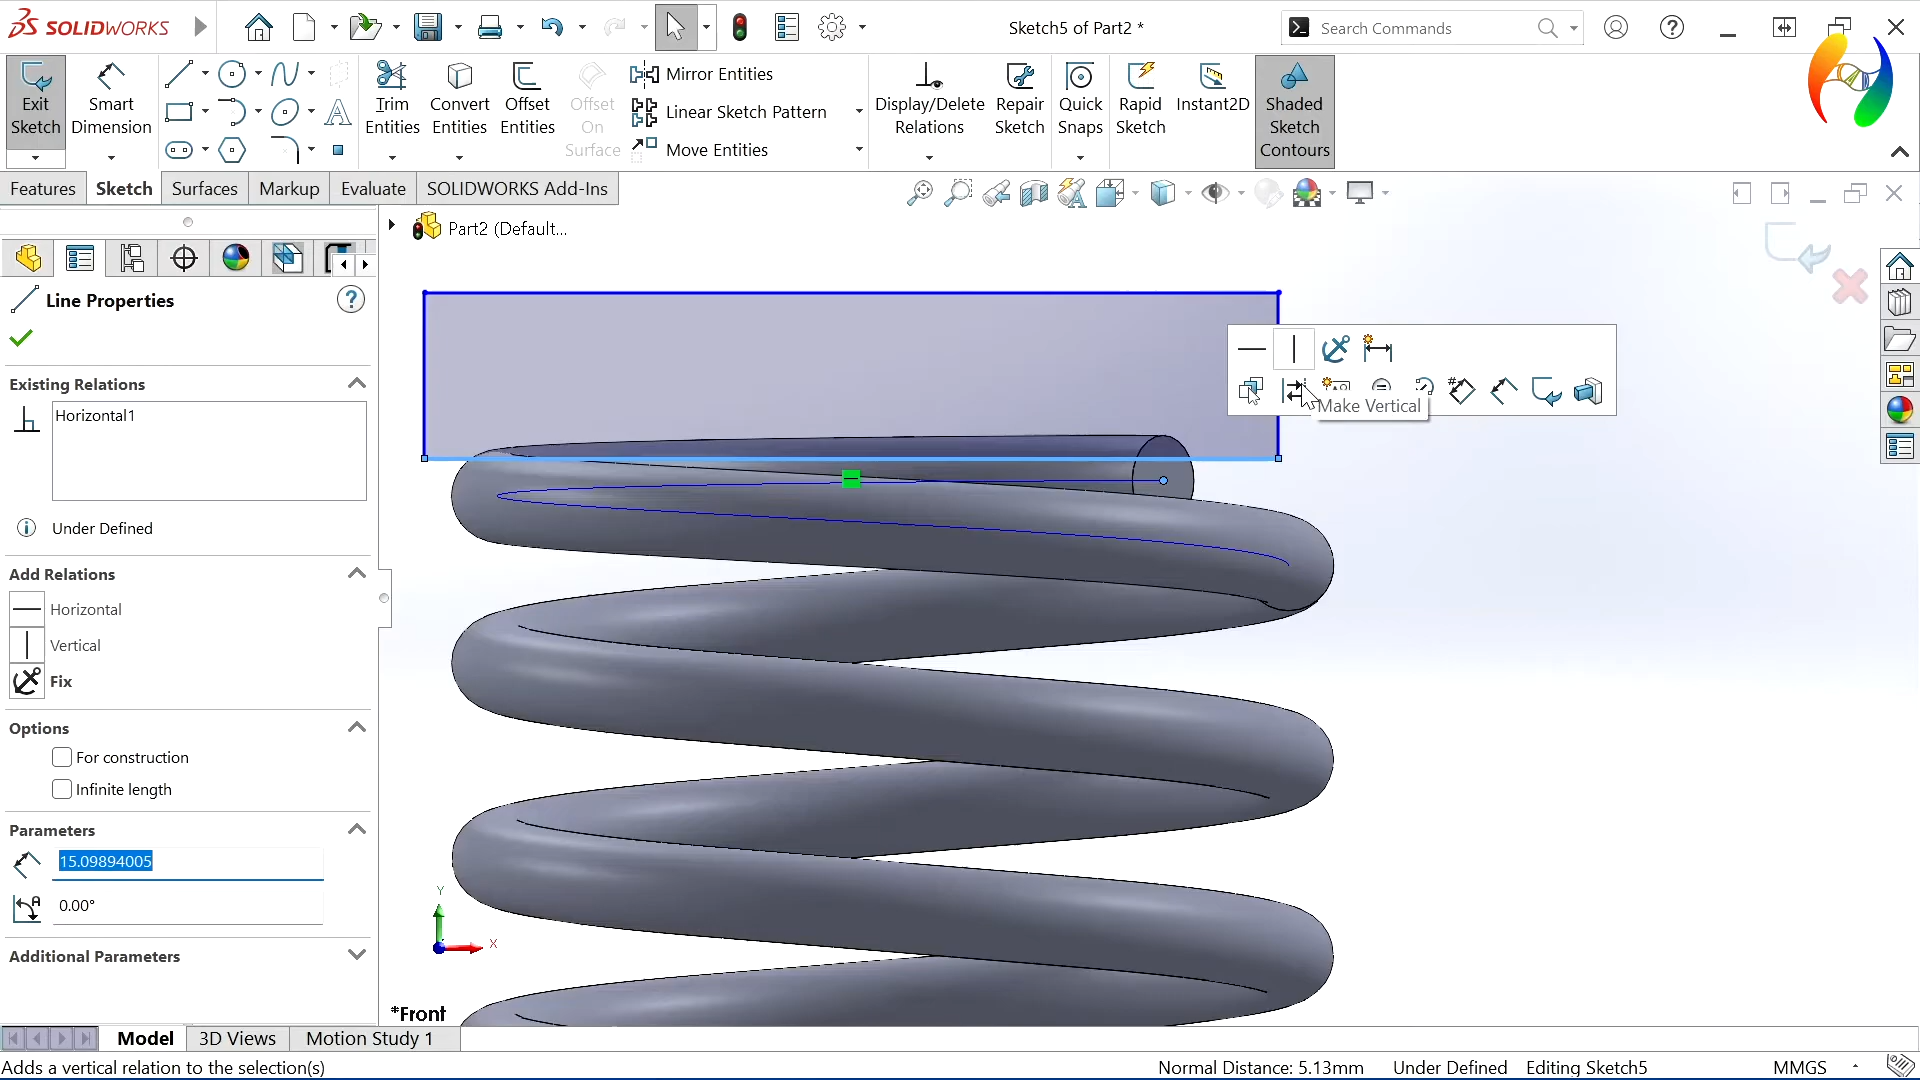 SOLIDWORKS
Sketch5 of Part2 *
Search Commands
Exit Sketch
Smart Dimension
Trim Entities
Convert Entities
Offset Entities
Offset On Surface
Mirror Entities
Linear Sketch Pattern
Move Entities
Display/Delete Relations
Repair Sketch
Quick Snaps
Rapid Sketch
Instant2D
Shaded Sketch Contours
Features
Sketch
Surfaces
Markup
Evaluate
SOLIDWORKS Add-Ins
Part2 (Default...
Line Properties
Existing Relations
Horizontal1
Under Defined
Add Relations
Horizontal
Vertical
Fix
Options
For construction
Infinite length
Parameters
15.09894005
0.00°
Additional Parameters
Make Vertical
Y
X
*Front
Model
3D Views
Motion Study 1
Adds a vertical relation to the selection(s)
Normal Distance: 5.13mm
Under Defined
Editing Sketch5
MMGS